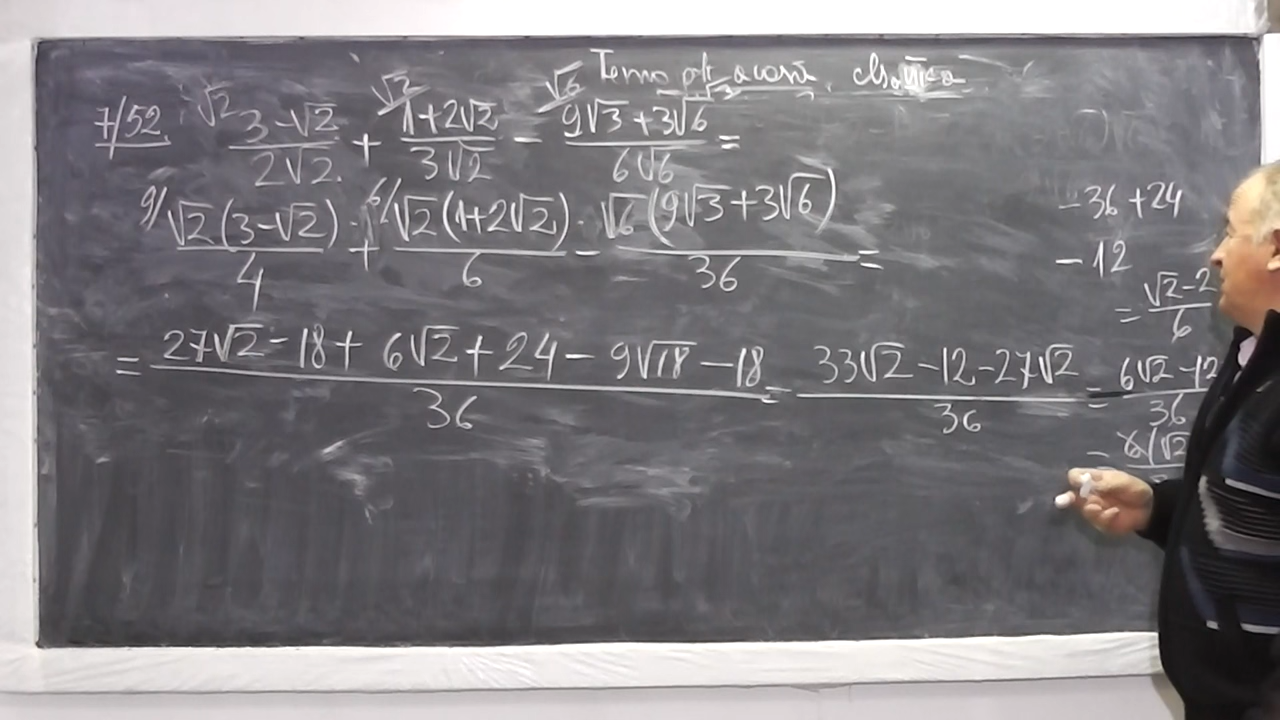 Tema pt. acasă
7/52. √2 3-√2/2√2 + √2 1+2√2/3√2 - √6 9√3+3√6/6√6 =
9/ √2(3-√2)/4 + 6/ √2(1+2√2)/6 - √6(9√3+3√6)/36 =
= 27√2-18+6√2+24-9√18-18/36 = 33√2-12-27√2/36 = 6√2-12/36
= 6(√2
= √2-2/6
-36+24
-12